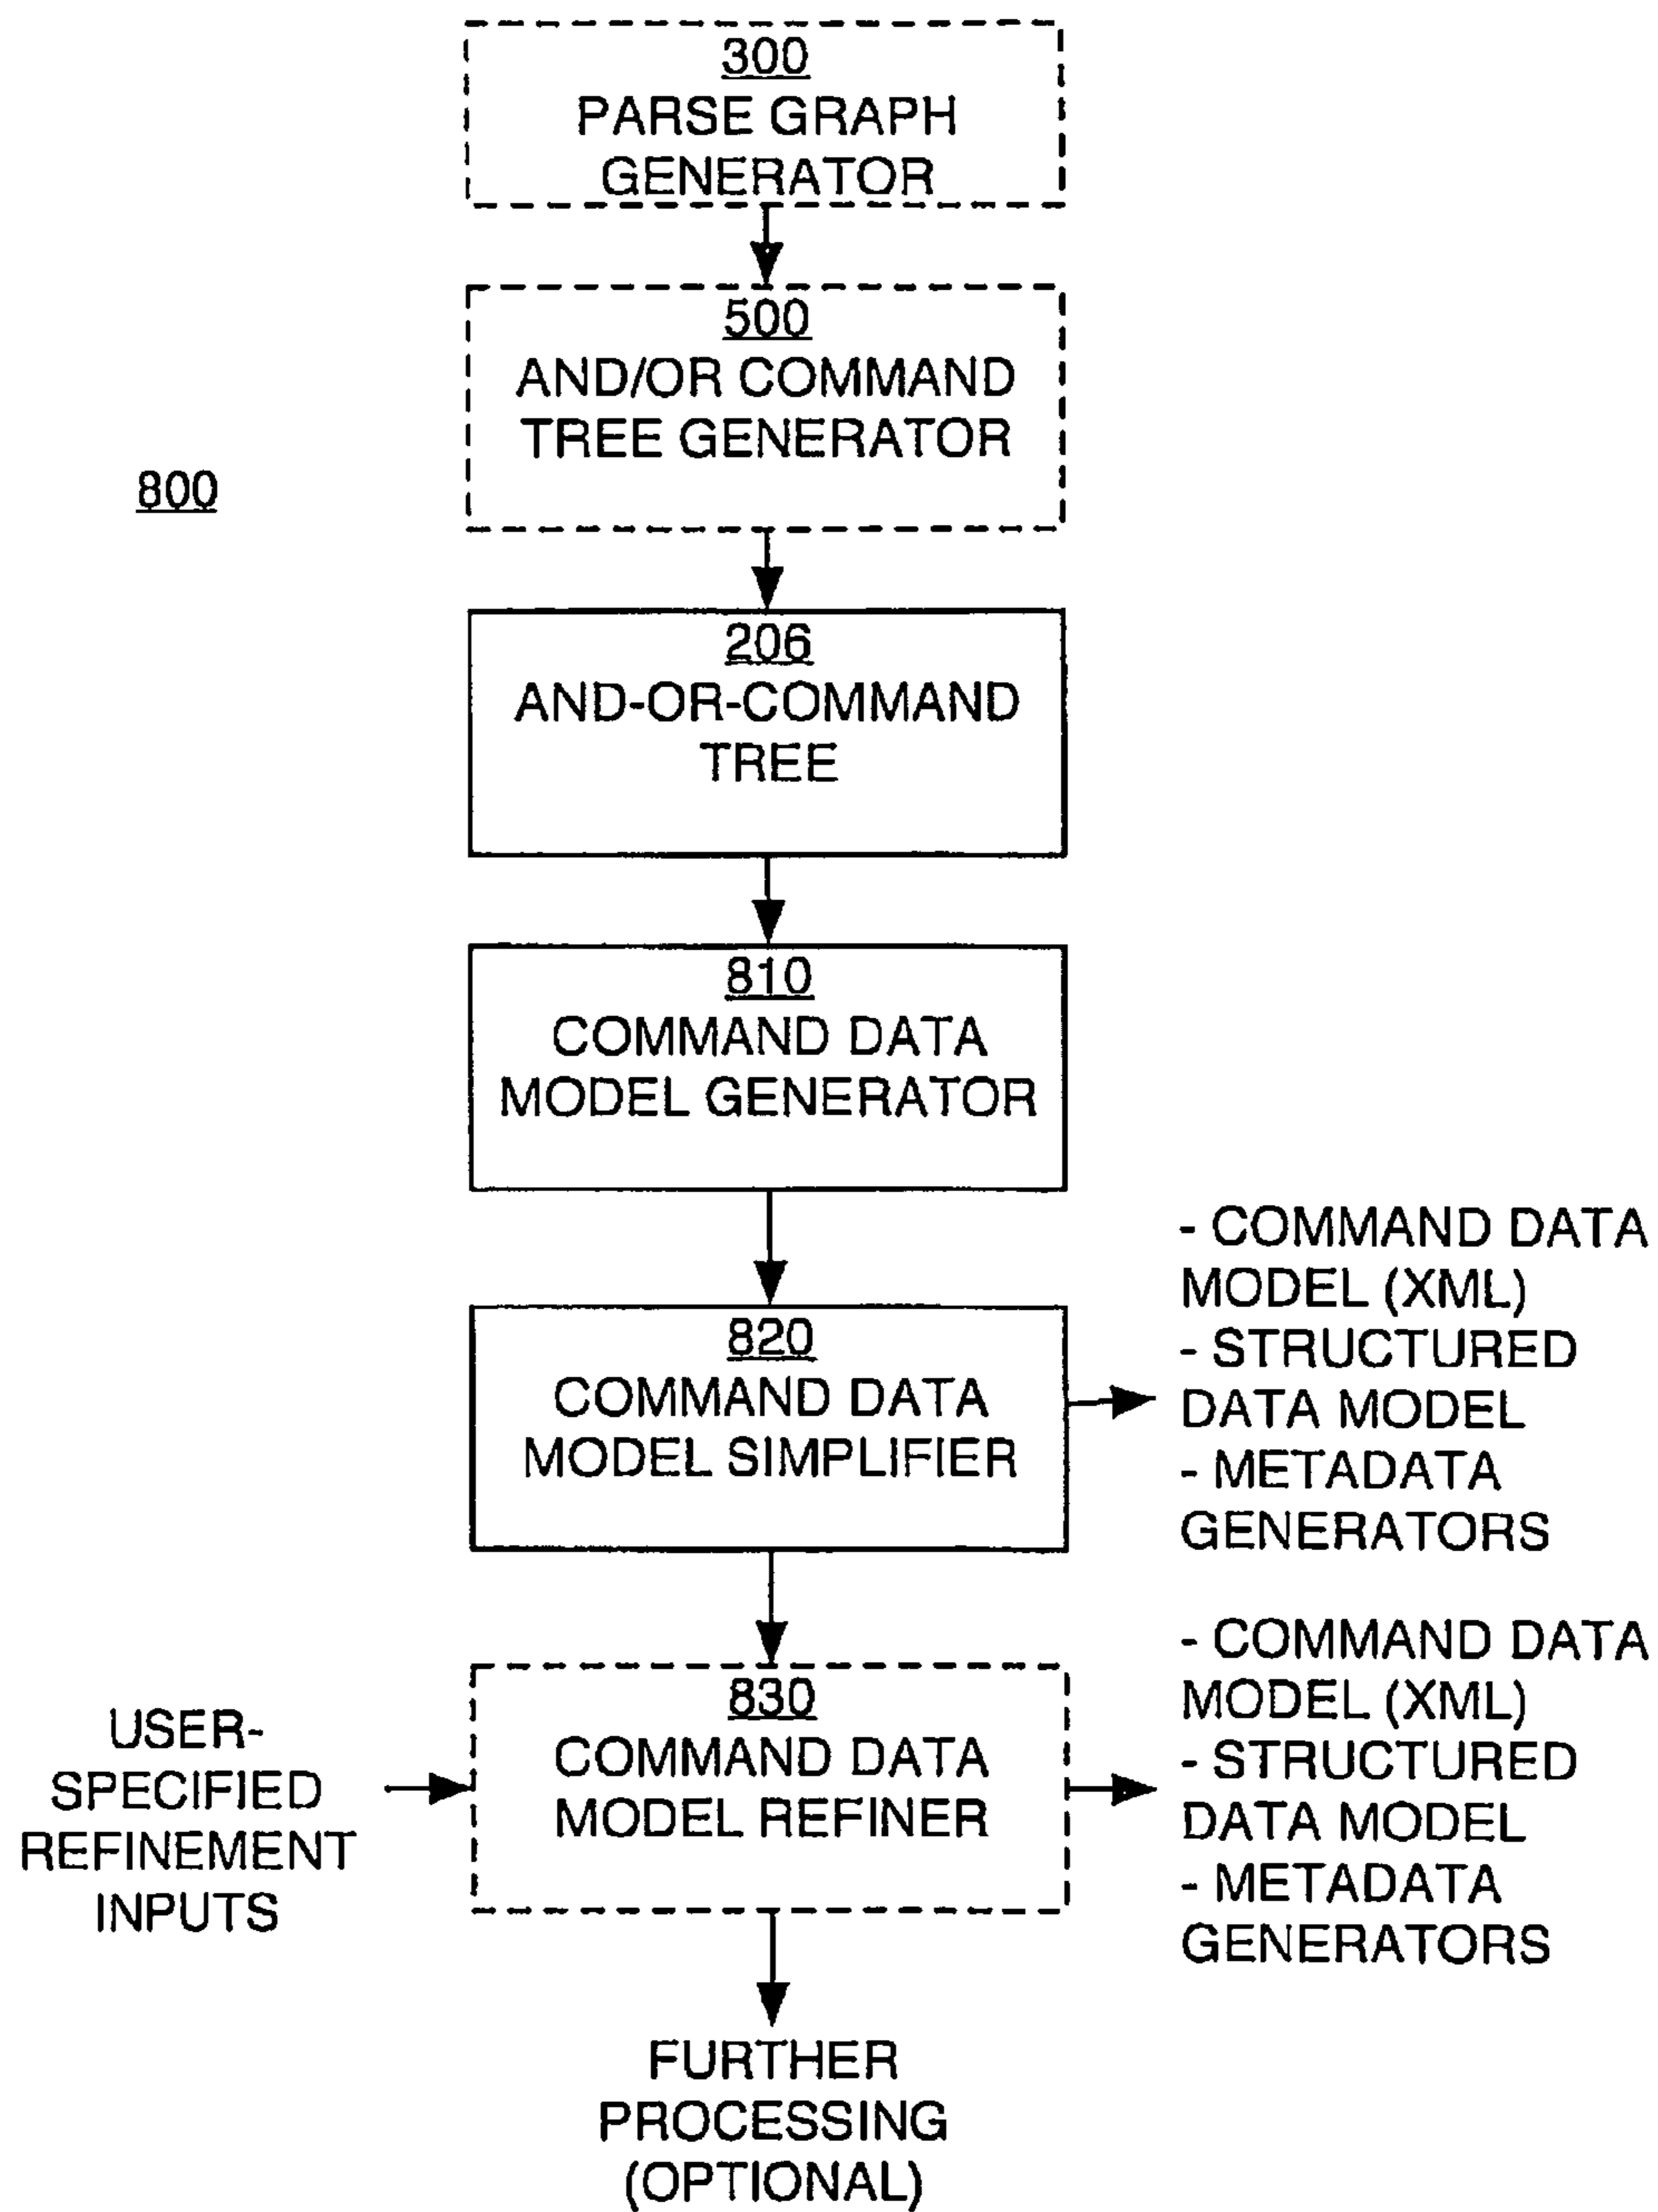 300
PARSE GRAPH
GENERATOR
500
AND/OR COMMAND
TREE GENERATOR
800
206
AND-OR-COMMAND
TREE
810
COMMAND DATA
MODEL GENERATOR
820
COMMAND DATA
MODEL SIMPLIFIER
- COMMAND DATA
MODEL (XML)
- STRUCTURED
DATA MODEL
- METADATA
GENERATORS
USER-
SPECIFIED
REFINEMENT
INPUTS
830
COMMAND DATA
MODEL REFINER
- COMMAND DATA
MODEL (XML)
- STRUCTURED
DATA MODEL
- METADATA
GENERATORS
FURTHER
PROCESSING
(OPTIONAL)